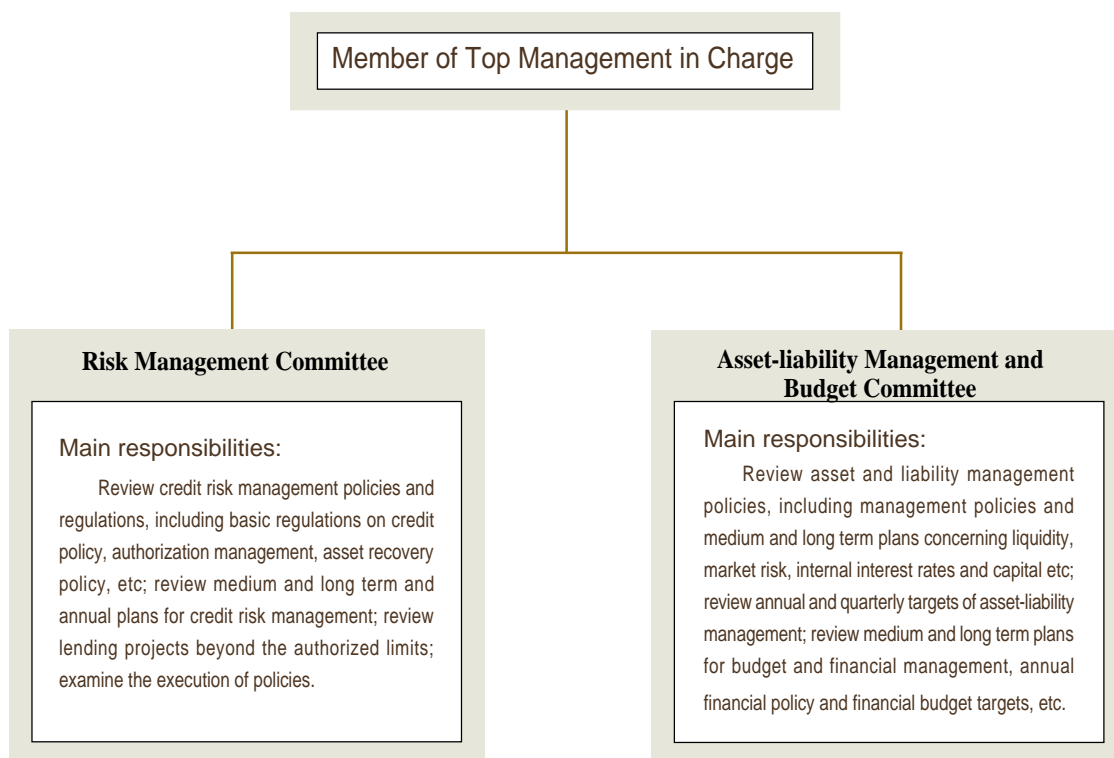 Member of Top Management in Charge
Risk Management Committee
Main responsibilities:
Review credit risk management policies and
regulations, including basic regulations on credit
policy, authorization management, asset recovery
policy, etc; review medium and long term and
annual plans for credit risk management; review
lending projects beyond the authorized limits;
examine the execution of policies.
Asset-liability Management and
Budget Committee
Main responsibilities:
Review asset and liability management
policies, including management policies and
medium and long term plans concerning liquidity,
market risk, internal interest rates and capital etc;
review annual and quarterly targets of asset-liability
management; review medium and long term plans
for budget and financial management, annual
financial policy and financial budget targets, etc.